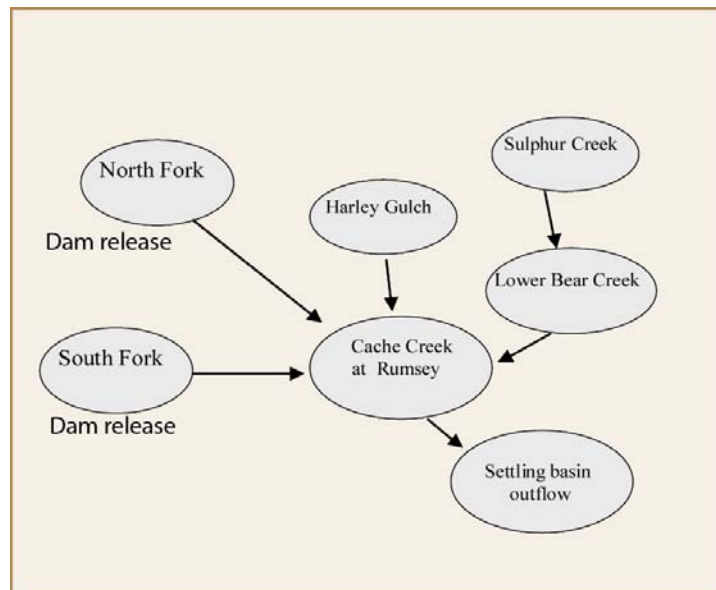 Sulphur Creek
North Fork
Dam release
Harley Gulch
Lower Bear Creek
South Fork
Dam release
Cache Creek
at Rumsey
Settling basin
outflow